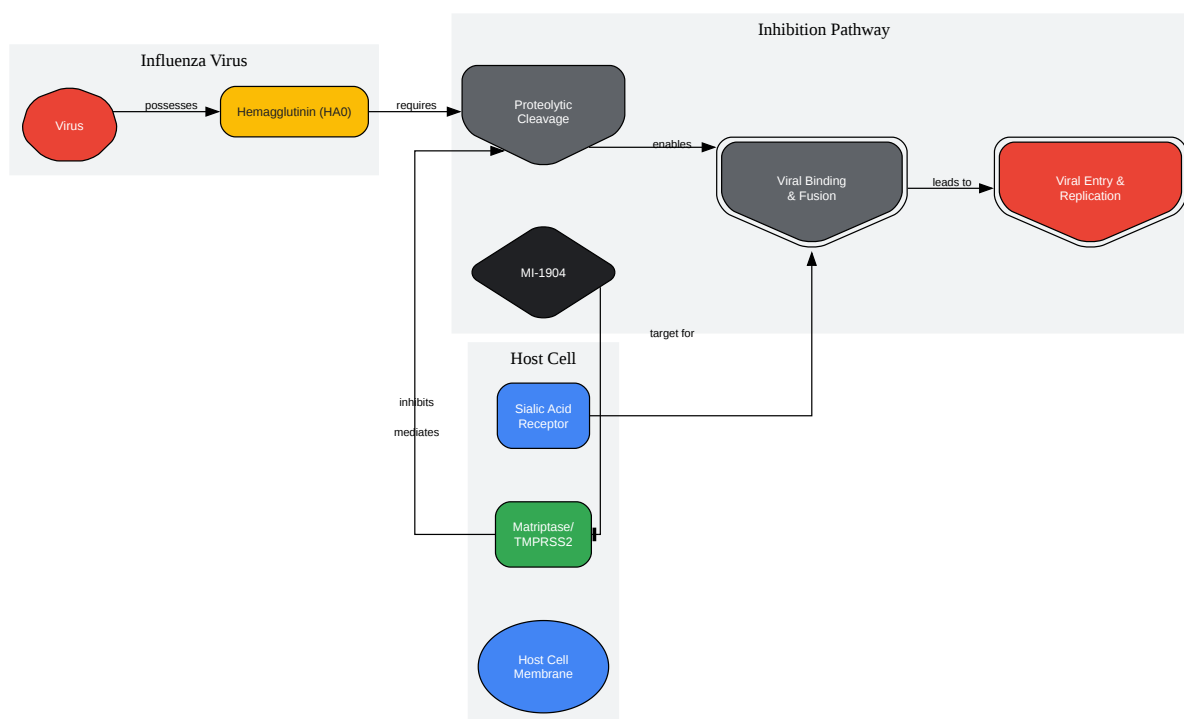 Inhibition Pathway
Influenza Virus
Virus
possesses
Hemagglutinin (HA0)
requires
Proteolytic
Cleavage
enables
Viral Binding
& Fusion
leads to
Viral Entry &
Replication
MI-1904
target for
Host Cell
Sialic Acid
Receptor
inhibits
mediates
Matriptase/
TMPRSS2
Host Cell
Membrane